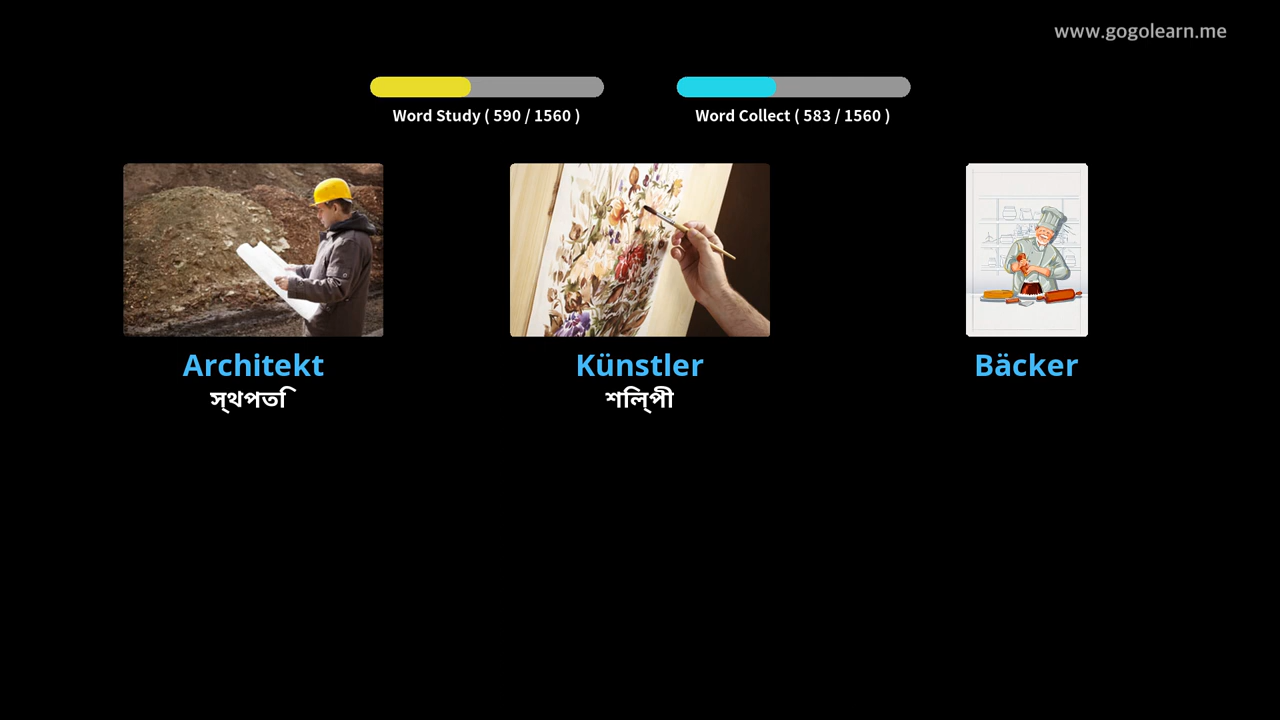 www.gogolearn.me
Word Study ( 590 / 1560 )
Word Collect ( 583 / 1560 )
Architekt
স্থপতি
Künstler
শিল্পী
Bäcker